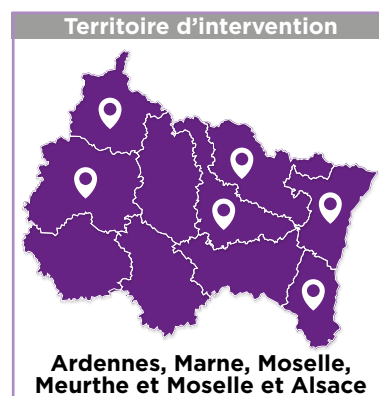 Territoire d'intervention
Ardennes, Marne, Moselle,
Meurthe et Moselle et Alsace